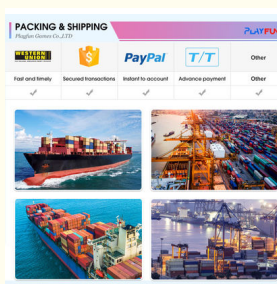 PACKING & SHIPPING
Playfun Games Co.,LTD
PLAYFU
WESTERN UNION
$
PayPal
T/T
Other
Fast and timely
Secured transactions
Instant to account
Advance payment
Other